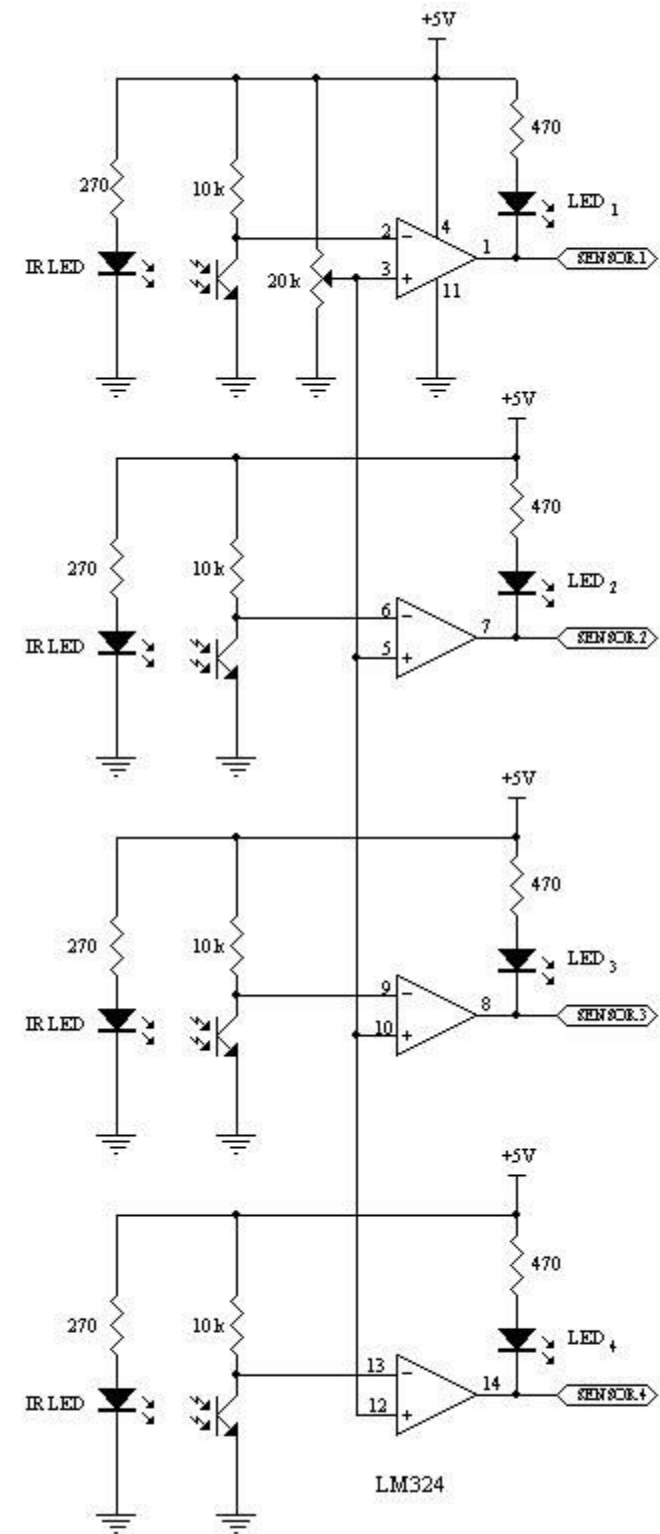 +5V
470
270
10k
LED 1
2
4
1
IR LED
SENSOR.1
20k
3
11
+5V
470
270
10k
LED 2
6
7
IR LED
SENSOR.2
5
+5V
470
270
10k
LED 3
9
8
IR LED
SENSOR.3
10
+5V
470
270
10k
LED 4
13
14
IR LED
SENSOR.4
12
LM324